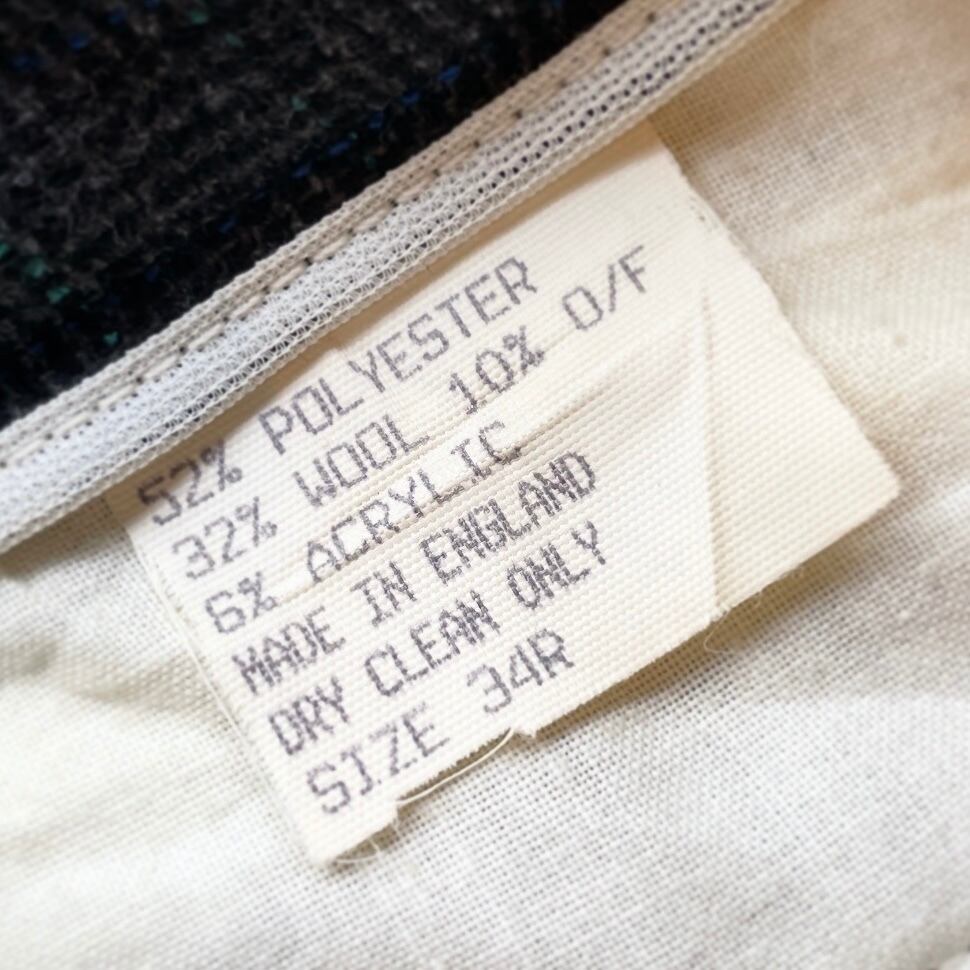 52% POLYESTER
32% WOOL 10% O/F
6% ACRYLIC
MADE IN ENGLAND
DRY CLEAN ONLY
SIZE 34R